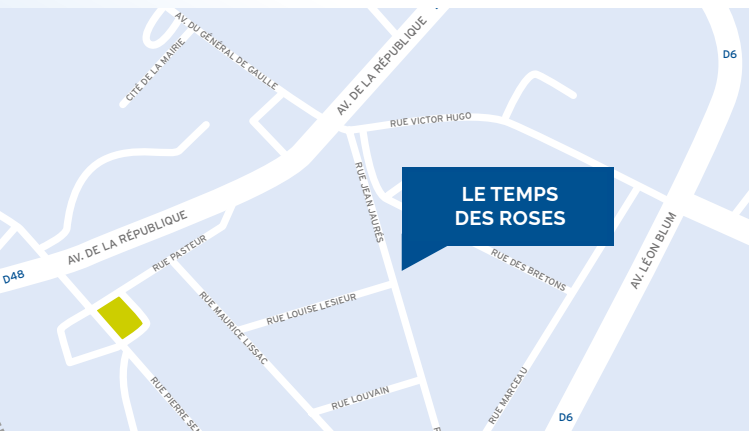 AV. DU GÉNÉRAL DE GAULLE
CITÉ DE LA MAIRIE
AV. DE LA RÉPUBLIQUE
D6
RUE VICTOR HUGO
RUE JEAN JAURÈS
LE TEMPS
DES ROSES
AV. DE LA RÉPUBLIQUE
RUE PASTEUR
AV. LÉON BLUM
D48
RUE DES BRETONS
RUE MAURICE LISSAC
RUE LOUISE LESIEUR
RUE PIERRE
RUE LOUVAIN
RUE MARCEAU
D6